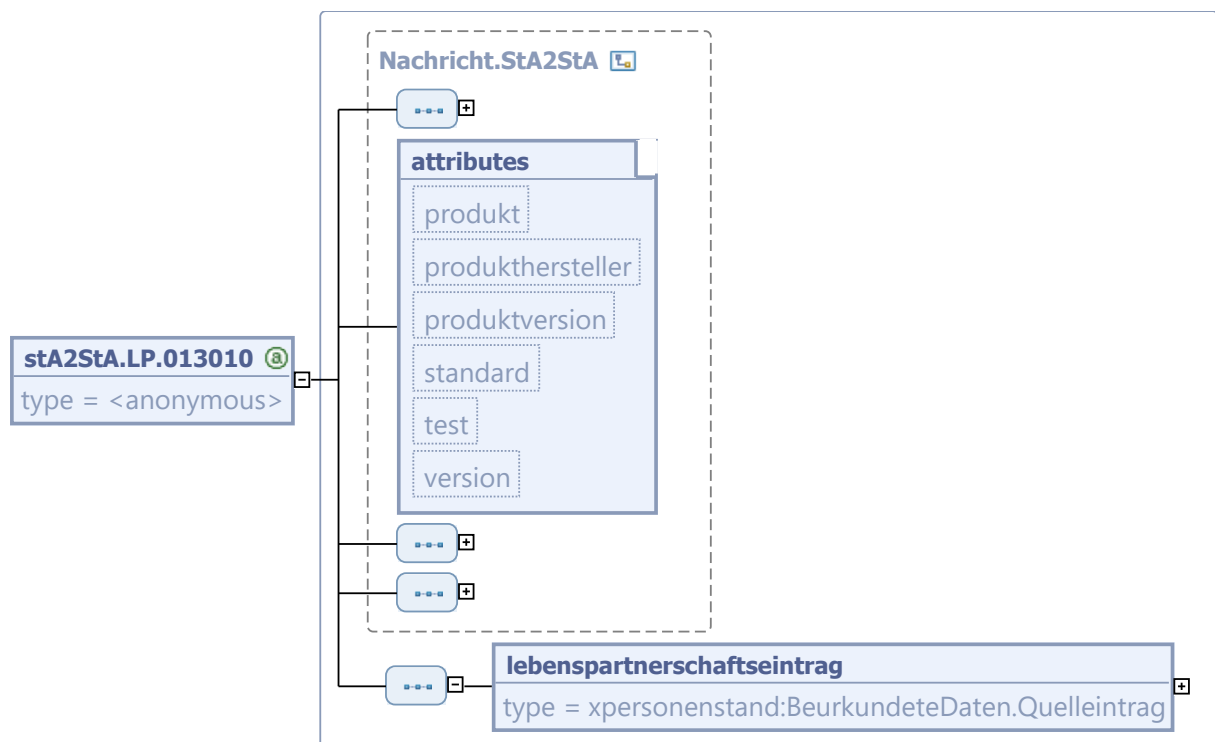 Nachricht.StA2StA
attributes
produkt
produkthersteller
produktversion
standard
test
version
stA2StA.LP.013010
type = <anonymous>
lebenspartnerschaftseintrag
type = xpersonenstand:BeurkundeteDaten.Quelleintrag